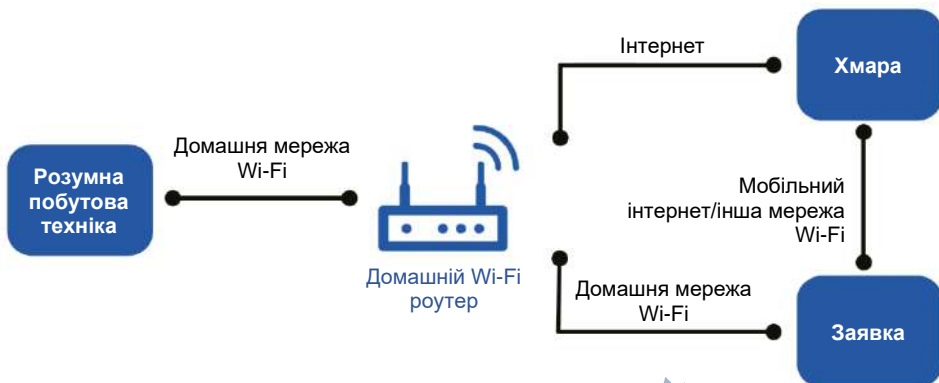 Інтернет
Хмара
Домашня мережа
Wi-Fi
Розумна
побутова
техніка
Мобільний
інтернет/інша мережа
Wi-Fi
Домашній Wi-Fi
роутер
Домашня мережа
Wi-Fi
Заявка